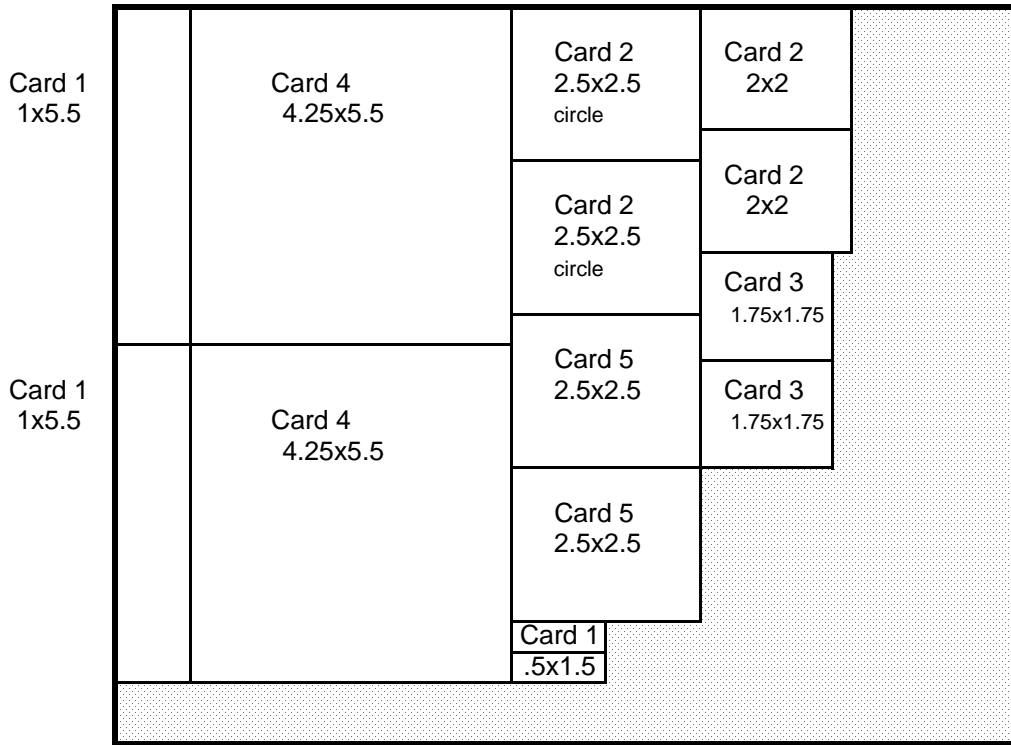 Card 1
1x5.5
Card 4
4.25x5.5
Card 2
2.5x2.5
circle
Card 2
2x2
Card 2
2.5x2.5
circle
Card 2
2x2
Card 3
1.75x1.75
Card 1
1x5.5
Card 4
4.25x5.5
Card 5
2.5x2.5
Card 3
1.75x1.75
Card 5
2.5x2.5
Card 1
.5x1.5